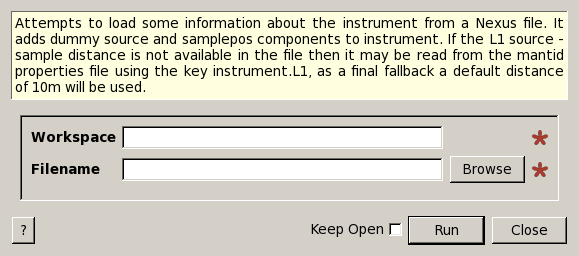 Attempts to load some information about the instrument from a Nexus file. It
adds dummy source and samplepos components to instrument. If the L1 source -
sample distance is not available in the file then it may be read from the mantid
properties file using the key instrument.L1, as a final fallback a default distance
of 10m will be used.
Workspace *
Filename Browse *
? Keep Open Run Close